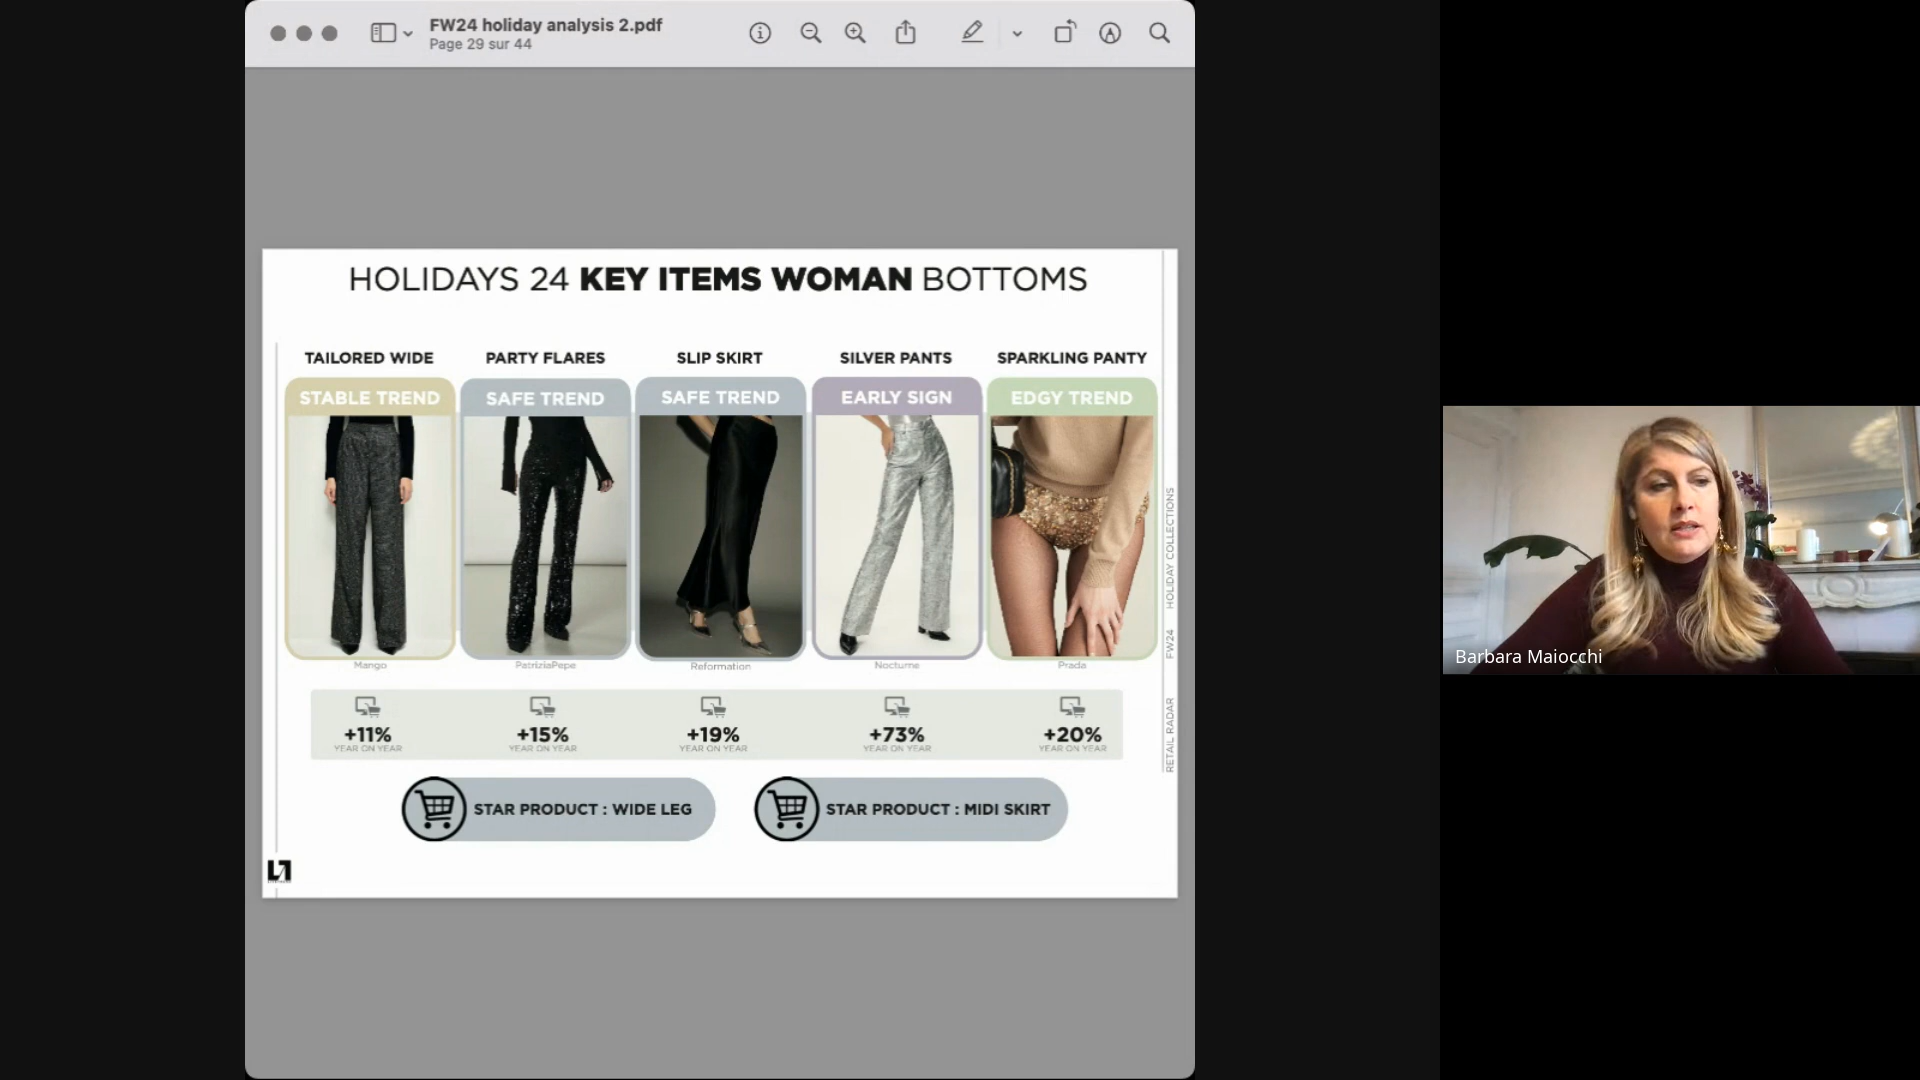 FW24 holiday analysis 2.pdf
Page 29 sur 44
HOLIDAYS 24 KEY ITEMS WOMAN BOTTOMS
TAILORED WIDE PARTY FLARES SLIP SKIRT SILVER PANTS SPARKLING PANTY
STABLE TREND SAFE TREND SAFE TREND EARLY SIGN EDGY TREND
Mango PatriziaPepe Reformation Nocturne Prada
+11% +15% +19% +73% +20%
YEAR ON YEAR YEAR ON YEAR YEAR ON YEAR YEAR ON YEAR YEAR ON YEAR
STAR PRODUCT : WIDE LEG STAR PRODUCT : MIDI SKIRT
RETAIL RADAR FW24 HOLIDAY COLLECTIONS
Barbara Maiocchi